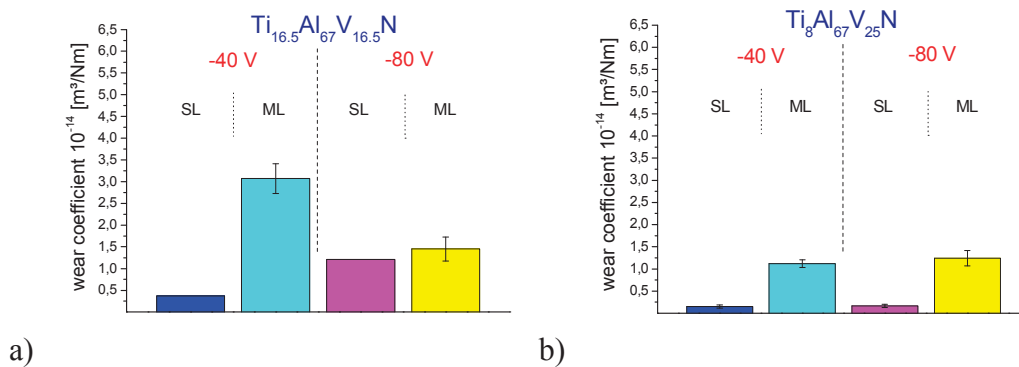 Ti16.5Al67V16.5N
-40 V
-80 V
SL
ML
SL
ML
wear coefficient 10⁻¹⁴ [m³/Nm]
6,5
6,0
5,5
5,0
4,5
4,0
3,5
3,0
2,5
2,0
1,5
1,0
0,5
a)
Ti8Al67V25N
-40 V
-80 V
SL
ML
SL
ML
wear coefficient 10⁻¹⁴ [m³/Nm]
6,5
6,0
5,5
5,0
4,5
4,0
3,5
3,0
2,5
2,0
1,5
1,0
0,5
b)